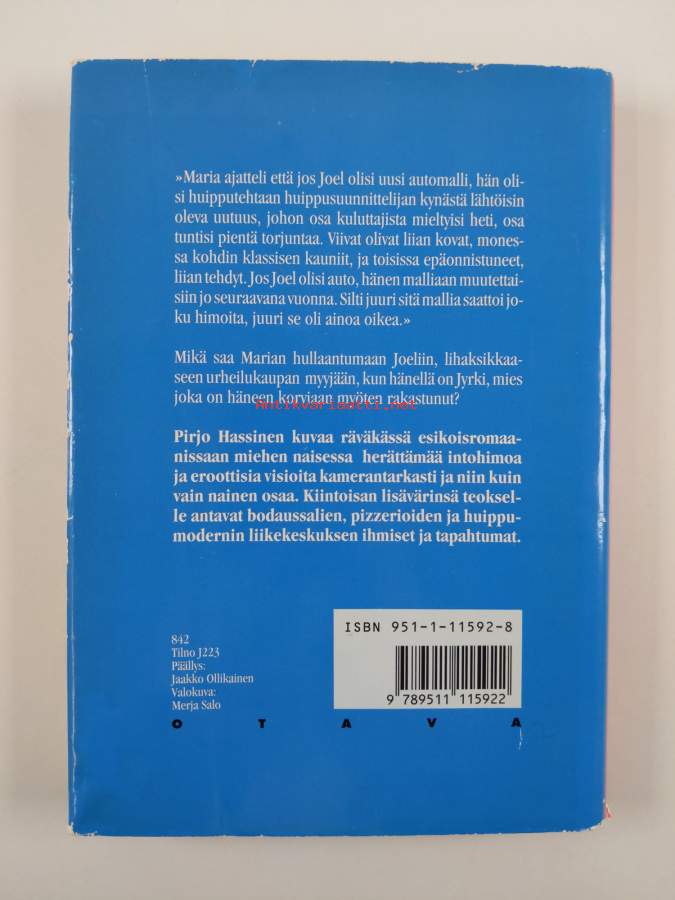 »Maria ajatteli että jos Joel olisi uusi automalli, hän oli-
si huipputehtaan huippusuunnittelijan kynästä lähtöisin
oleva uutuus, johon osa kuluttajista mieltyisi heti, osa
tuntisi pientä torjuntaa. Viivat olivat liian kovat, mones-
sa kohdin klassisen kauniit, ja toisissa epäonnistuneet,
liian tehdyt. Jos Joel olisi auto, hänen malliaan muutettai-
siin jo seuraavana vuonna. Silti juuri sitä mallia saattoi jo-
ku himoita, juuri se oli ainoa oikea.»
Mikä saa Marian hullaantumaan Joeliin, lihaksikkaa-
seen urheilukaupan myyjään, kun hänellä on Jyrki, mies
joka on häneen korviaan myöten rakastunut?
Antikvariaatti.net
Pirjo Hassinen kuvaa räväkässä esikoisromaa-
nissaan miehen naisessa herättämää intohimoa
ja eroottisia visioita kamerantarkasti ja niin kuin
vain nainen osaa. Kiintoisan lisävärinsä teoksel-
le antavat bodaussalien, pizzerioiden ja huippu-
modernin liikekeskuksen ihmiset ja tapahtumat.
ISBN 951-1-11592-8
9 789511 115922
842
Tilno J223
Päällys:
Jaakko Ollikainen
Valokuva:
Merja Salo
OTAVA